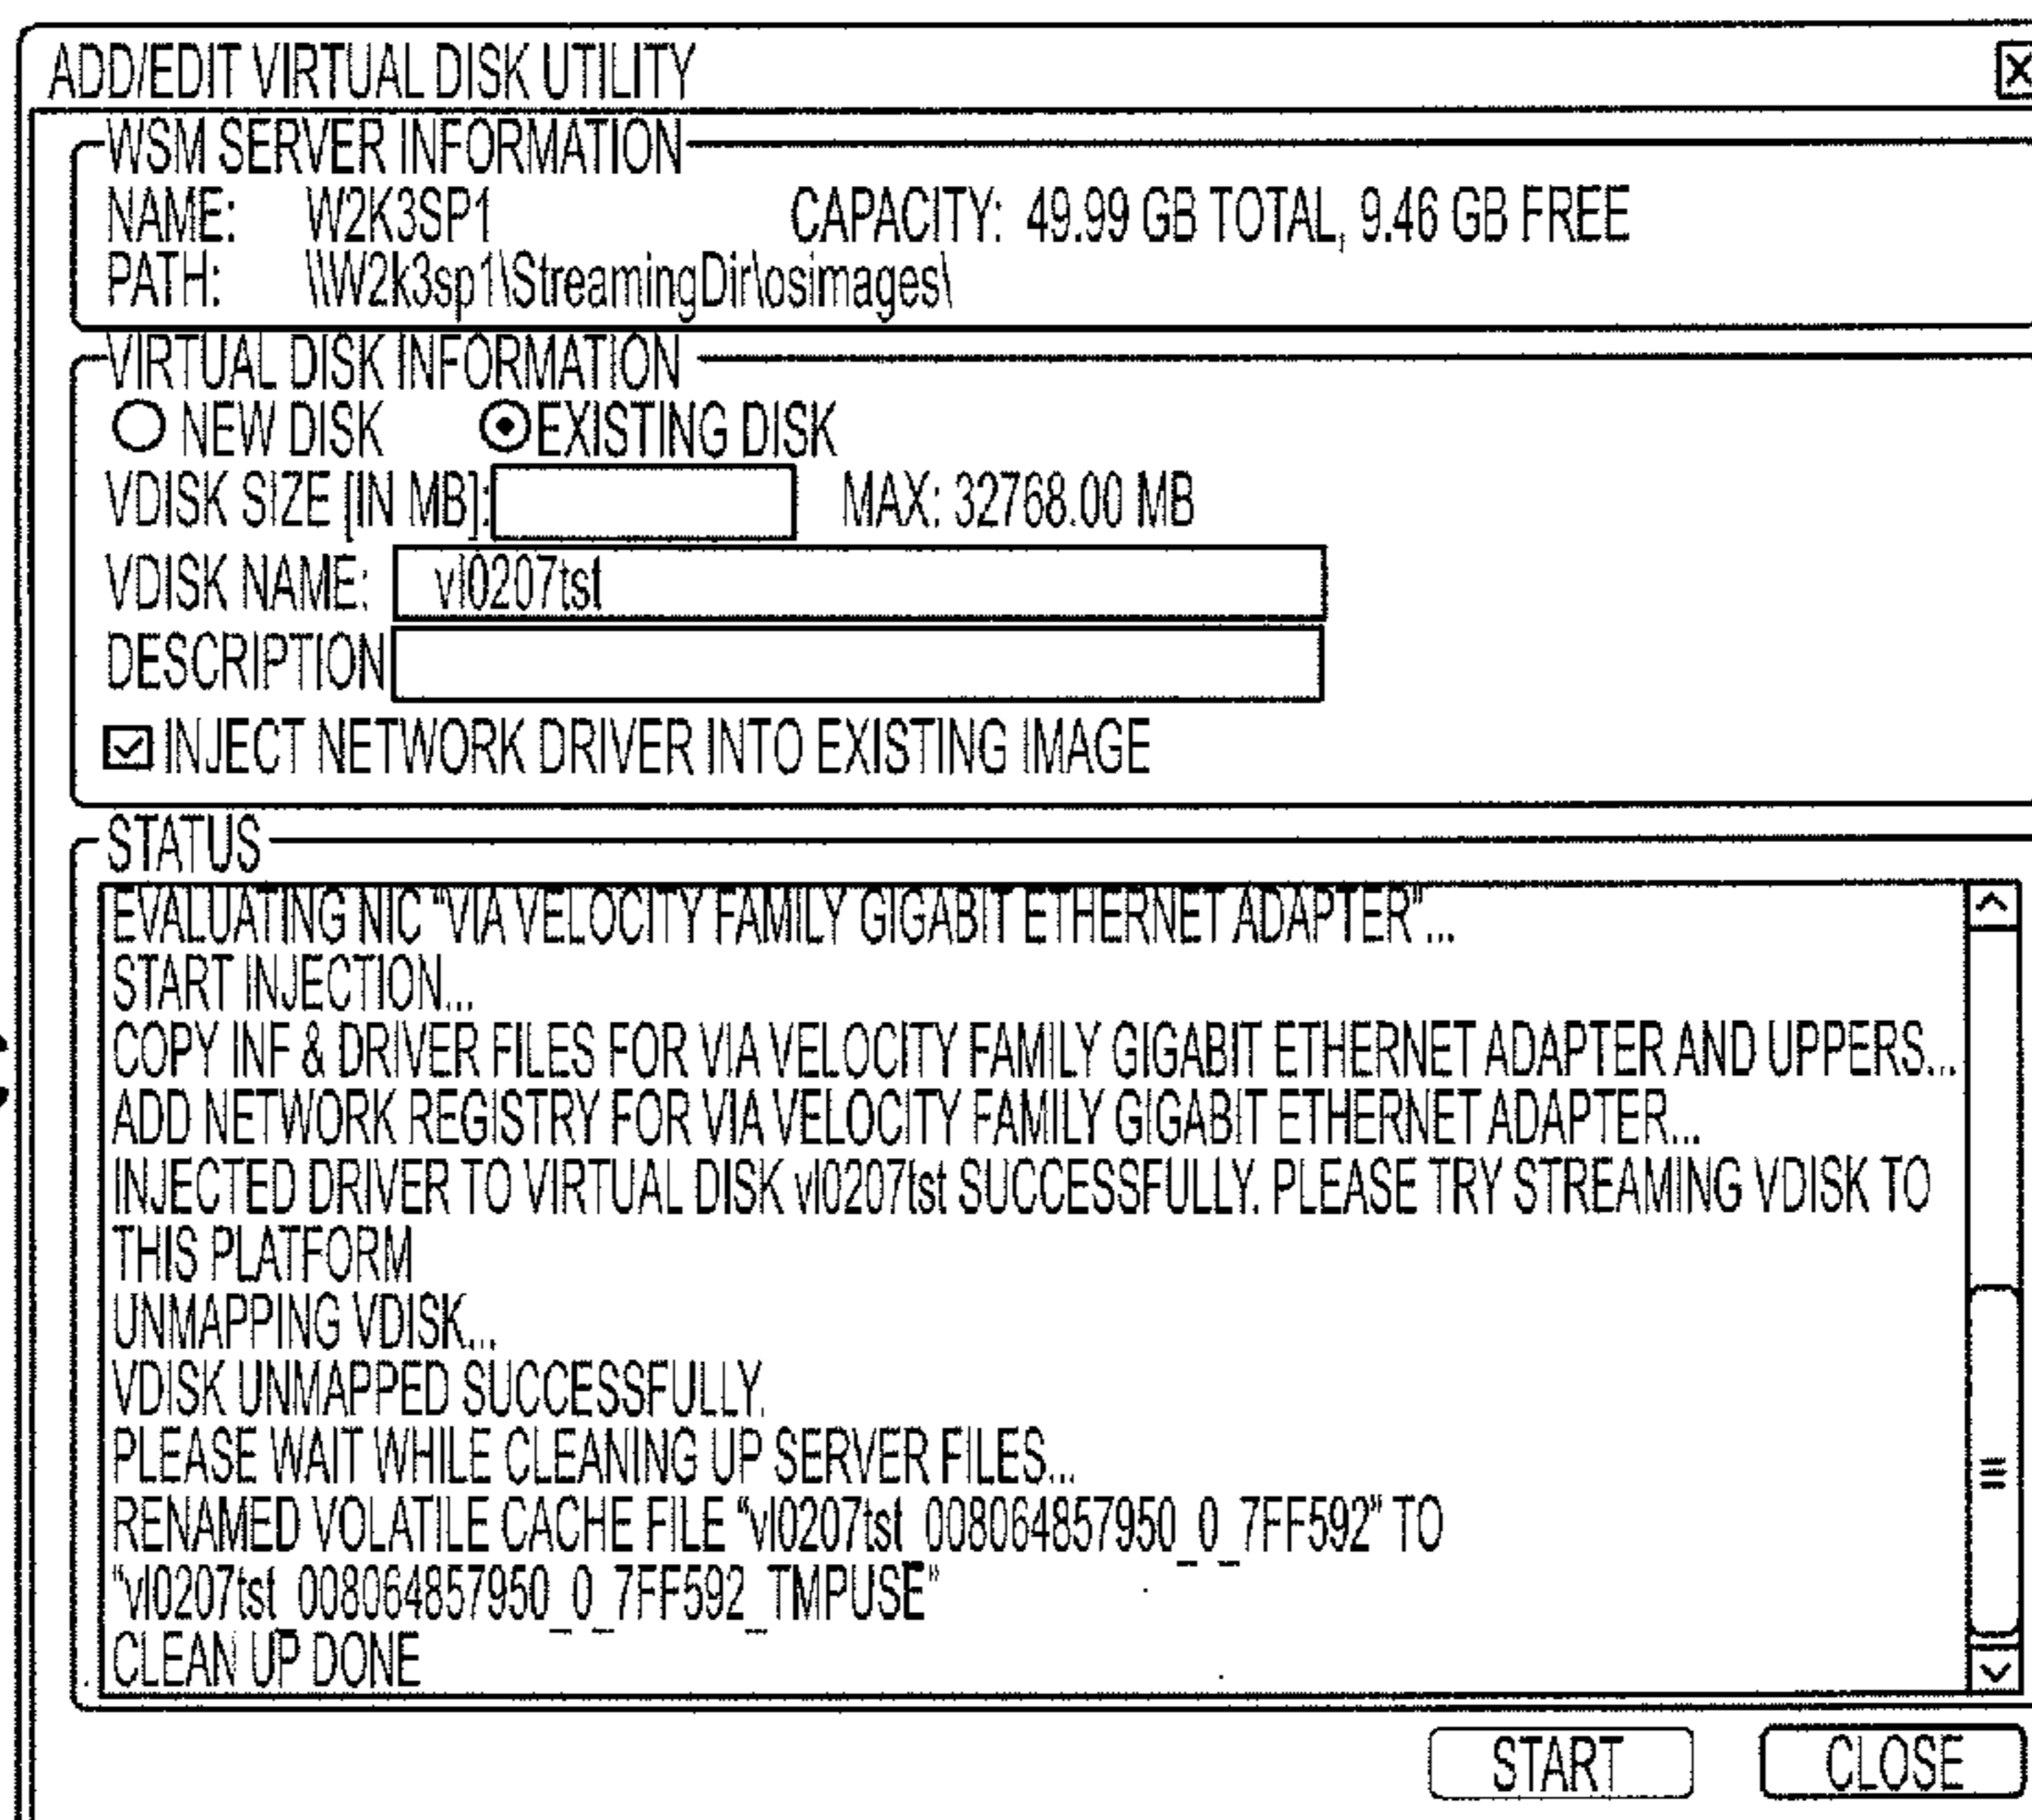 ADD/EDIT VIRTUAL DISK UTILITY
WSM SERVER INFORMATION
NAME: W2K3SP1 CAPACITY: 49.99 GB TOTAL, 9.46 GB FREE
PATH: \\W2k3sp1\StreamingDir\osimages\
VIRTUAL DISK INFORMATION
NEW DISK EXISTING DISK
VDISK SIZE [IN MB]: MAX: 32768.00 MB
VDISK NAME: vl0207tst
DESCRIPTION
INJECT NETWORK DRIVER INTO EXISTING IMAGE
STATUS
EVALUATING NIC "VIA VELOCITY FAMILY GIGABIT ETHERNET ADAPTER"...
START INJECTION...
COPY INF & DRIVER FILES FOR VIA VELOCITY FAMILY GIGABIT ETHERNET ADAPTER AND UPPERS...
ADD NETWORK REGISTRY FOR VIA VELOCITY FAMILY GIGABIT ETHERNET ADAPTER...
INJECTED DRIVER TO VIRTUAL DISK vl0207tst SUCCESSFULLY. PLEASE TRY STREAMING VDISK TO
THIS PLATFORM
UNMAPPING VDISK...
VDISK UNMAPPED SUCCESSFULLY.
PLEASE WAIT WHILE CLEANING UP SERVER FILES...
RENAMED VOLATILE CACHE FILE "vl0207tst_008064857950_0_7FF592" TO
"vl0207tst_008064857950_0_7FF592_TMPUSE"
CLEAN UP DONE
START CLOSE